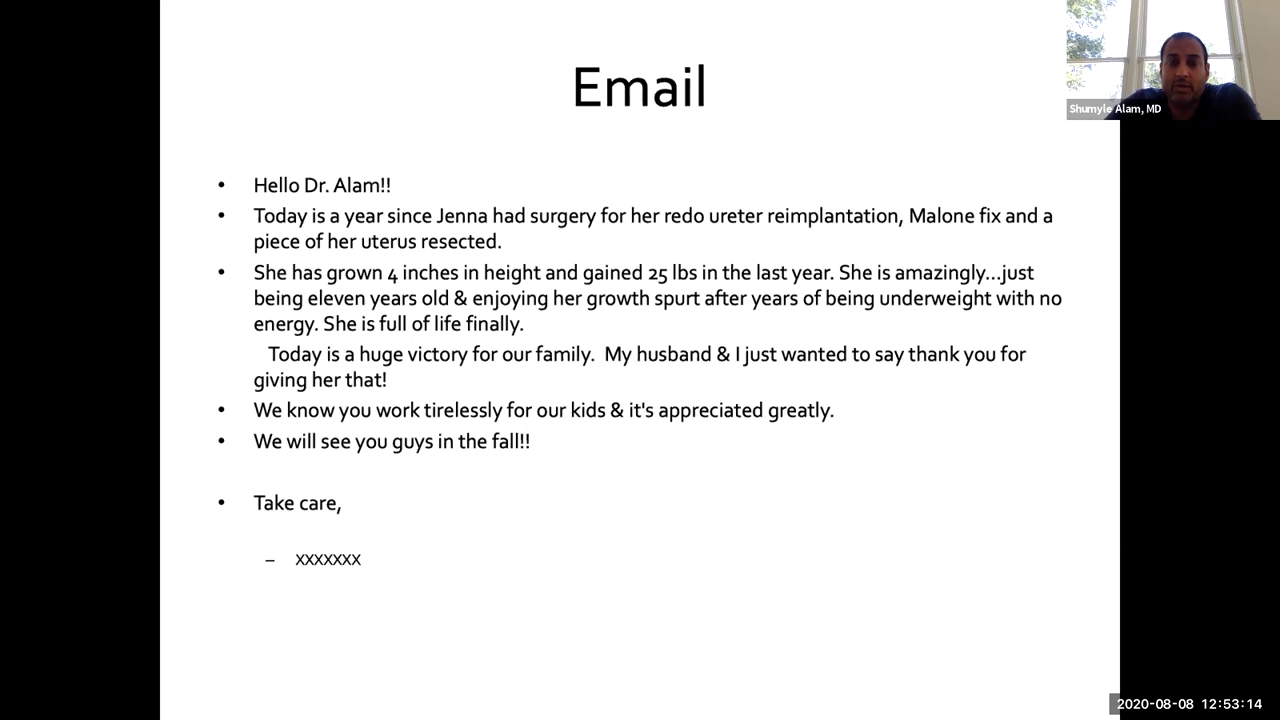 Email
Shumyle Alam, MD
• Hello Dr. Alam!!
• Today is a year since Jenna had surgery for her redo ureter reimplantation, Malone fix and a
piece of her uterus resected.
• She has grown 4 inches in height and gained 25 lbs in the last year. She is amazingly...just
being eleven years old & enjoying her growth spurt after years of being underweight with no
energy. She is full of life finally.
Today is a huge victory for our family.  My husband & I just wanted to say thank you for
giving her that!
• We know you work tirelessly for our kids & it's appreciated greatly.
• We will see you guys in the fall!!
• Take care,
– XXXXXXX
2020-08-08 12:53:14